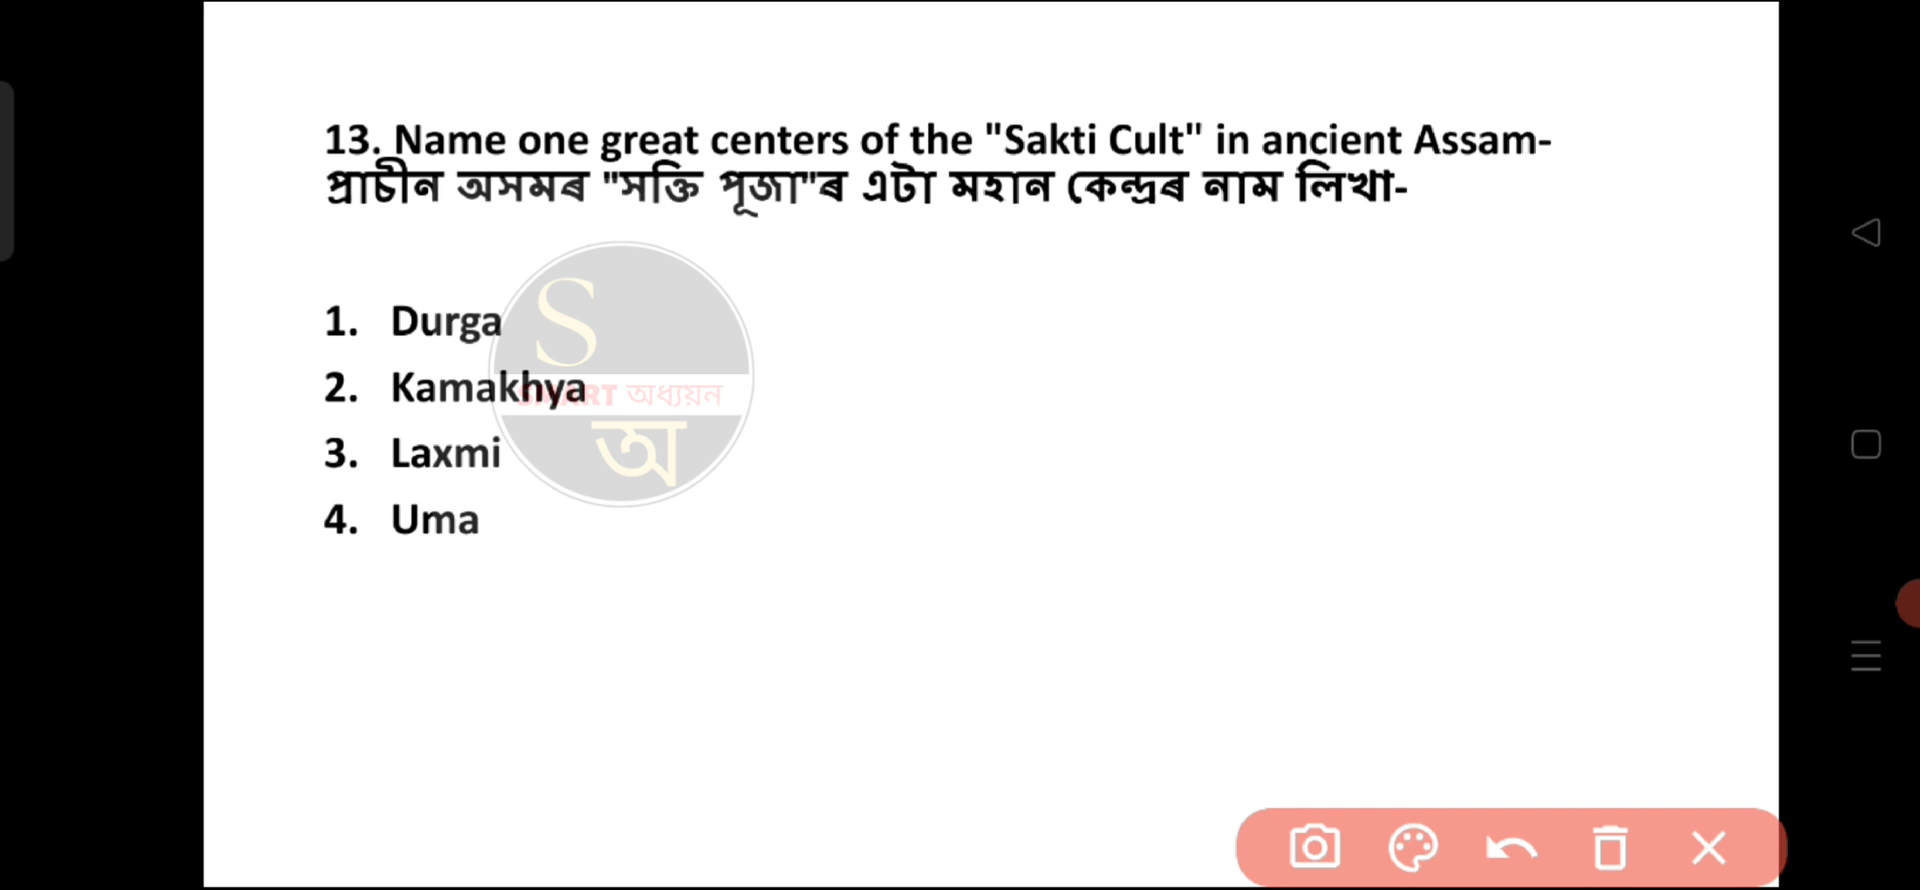 13. Name one great centers of the "Sakti Cult" in ancient Assam-
প্ৰাচীন অসমৰ "সক্তি পূজা"ৰ এটা মহান কেন্দ্ৰৰ নাম লিখা-
S
1. Durga
2. Kamakhya
SMART অধ্যয়ন
অ
3. Laxmi
4. Uma